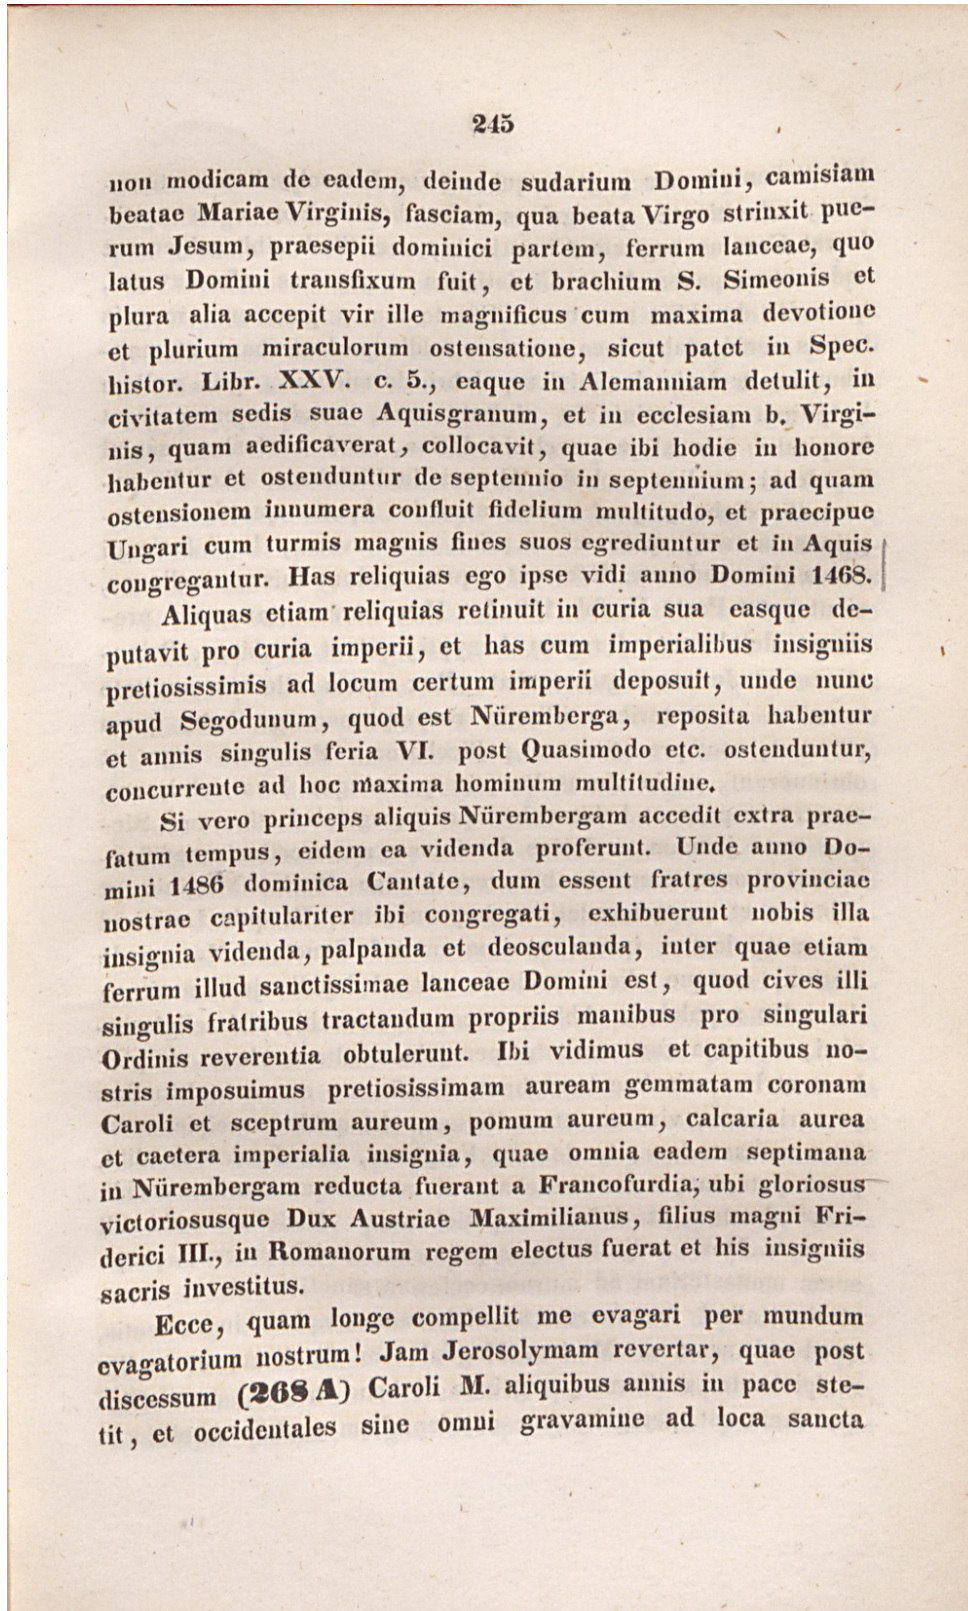 245
non modicam de eadem, deinde sudarium Domini, camisiam
beatae Mariae Virginis, fasciam, qua beata Virgo strinxit pue-
rum Jesum, praesepii dominici partem, ferrum lanceae, quo
latus Domini transfixum fuit, et brachium S. Simeonis et
plura alia accepit vir ille magnificus cum maxima devotione
et plurium miraculorum ostensatione, sicut patet in Spec.
histor. Libr. XXV. c. 5., eaque in Alemanniam detulit, in
civitatem sedis suae Aquisgranum, et in ecclesiam b. Virgi-
nis, quam aedificaverat, collocavit, quae ibi hodie in honore
habentur et ostenduntur de septennio in septennium; ad quam
ostensionem innumera confluit fidelium multitudo, et praecipue
Ungari cum turmis magnis fines suos egrediuntur et in Aquis
congregantur. Has reliquias ego ipse vidi anno Domini 1468.
Aliquas etiam reliquias retinuit in curia sua easque de-
putavit pro curia imperii, et has cum imperialibus insigniis
pretiosissimis ad locum certum imperii deposuit, unde nunc
apud Segodunum, quod est Nüremberga, reposita habentur
et annis singulis feria VI. post Quasimodo etc. ostenduntur,
concurrente ad hoc maxima hominum multitudine.
Si vero princeps aliquis Nürembergam accedit extra prae-
fatum tempus, eidem ea videnda proferunt. Unde anno Do-
mini 1486 dominica Cantate, dum essent fratres provinciae
nostrae capitulariter ibi congregati, exhibuerunt nobis illa
insignia videnda, palpanda et deosculanda, inter quae etiam
ferrum illud sanctissimae lanceae Domini est, quod cives illi
singulis fratribus tractandum propriis manibus pro singulari
Ordinis reverentia obtulerunt. Ibi vidimus et capitibus no-
stris imposuimus pretiosissimam auream gemmatam coronam
Caroli et sceptrum aureum, pomum aureum, calcaria aurea
et caetera imperialia insignia, quae omnia eadem septimana
in Nürembergam reducta fuerant a Francofurdia, ubi gloriosus
victoriosusque Dux Austriae Maximilianus, filius magni Fri-
derici III., in Romanorum regem electus fuerat et his insigniis
sacris investitus.
Ecce, quam longe compellit me evagari per mundum
evagatorium nostrum! Jam Jerosolymam revertar, quae post
discessum (268 A) Caroli M. aliquibus annis in pace ste-
tit, et occidentales sine omni gravamine ad loca sancta